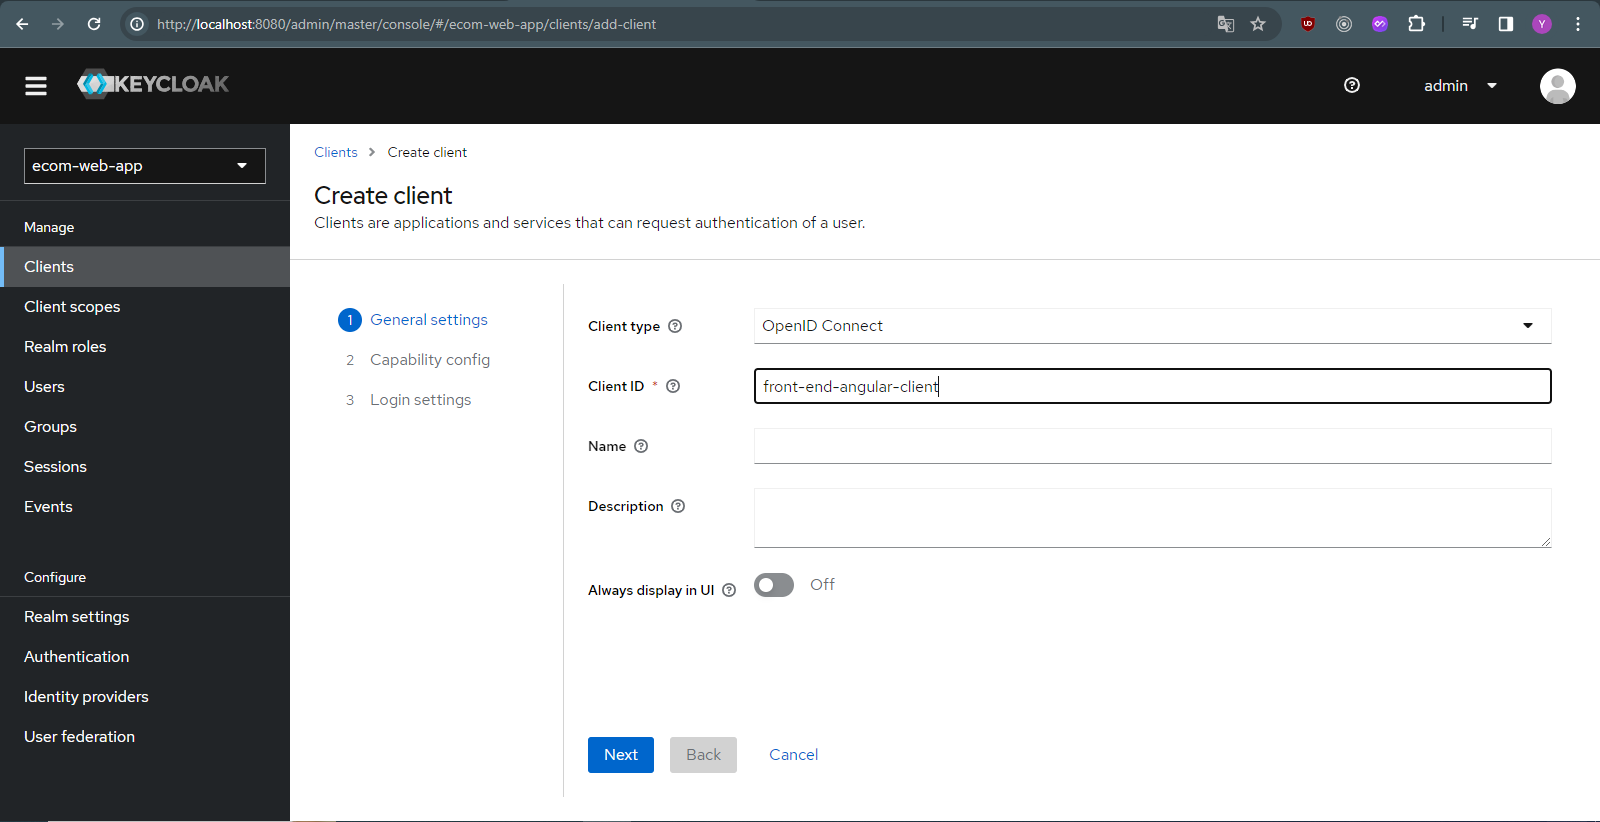 http://localhost:8080/admin/master/console/#/ecom-web-app/clients/add-client
Y
KEYCLOAK
admin
ecom-web-app
Manage
Clients
Client scopes
Realm roles
Users
Groups
Sessions
Events
Configure
Realm settings
Authentication
Identity providers
User federation
Clients > Create client
Create client
Clients are applications and services that can request authentication of a user.
1 General settings
2 Capability config
3 Login settings
Client type OpenID Connect
Client ID * front-end-angular-client
Name
Description
Always display in UI Off
Next Back Cancel